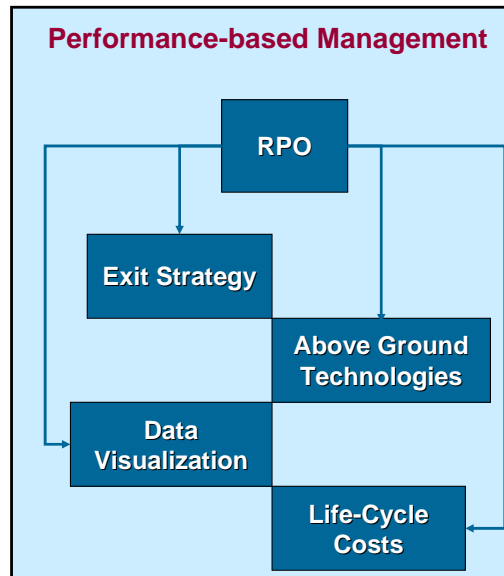 Performance-based Management
RPO
Exit Strategy
Above Ground
Technologies
Data
Visualization
Life-Cycle
Costs